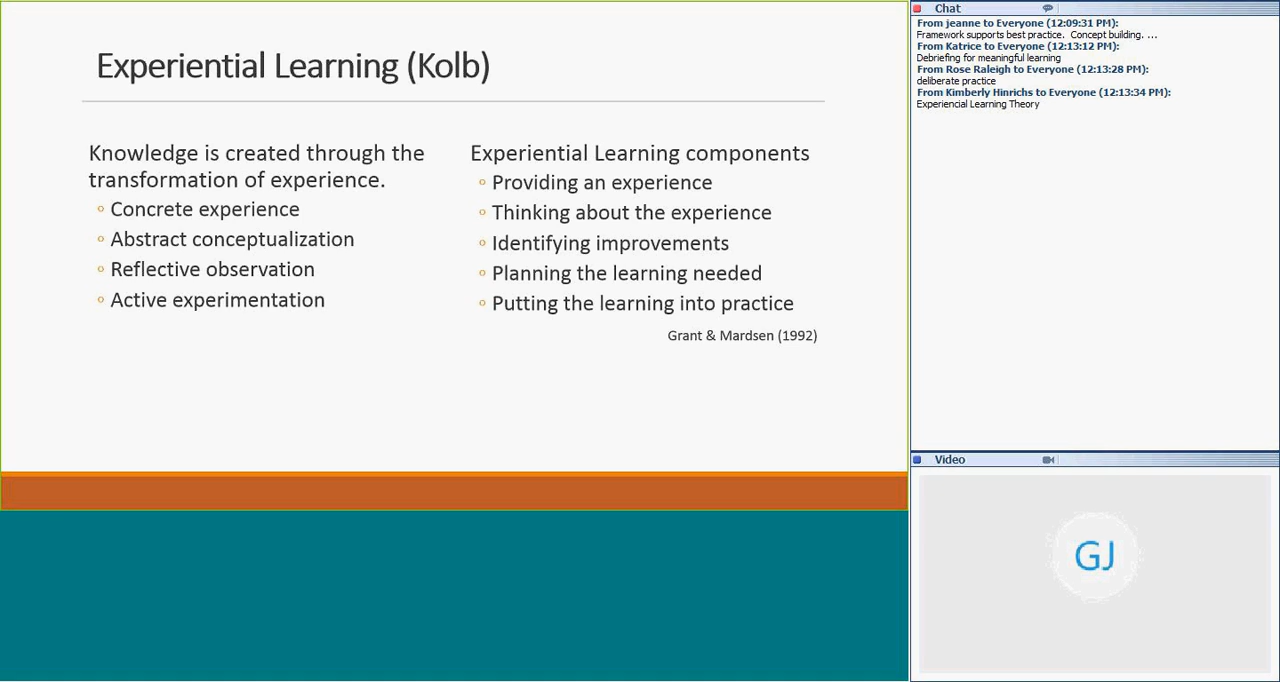 Experiential Learning (Kolb)
Knowledge is created through the
transformation of experience.
Concrete experience
Abstract conceptualization
Reflective observation
Active experimentation
Experiential Learning components
Providing an experience
Thinking about the experience
Identifying improvements
Planning the learning needed
Putting the learning into practice
Grant & Mardsen (1992)
Chat
From jeanne to Everyone (12:09:31 PM):
Framework supports best practice.  Concept building. ...
From Katrice to Everyone (12:13:12 PM):
Debriefing for meaningful learning
From Rose Raleigh to Everyone (12:13:28 PM):
deliberate practice
From Kimberly Hinrichs to Everyone (12:13:34 PM):
Experiencial Learning Theory
Video
GJ